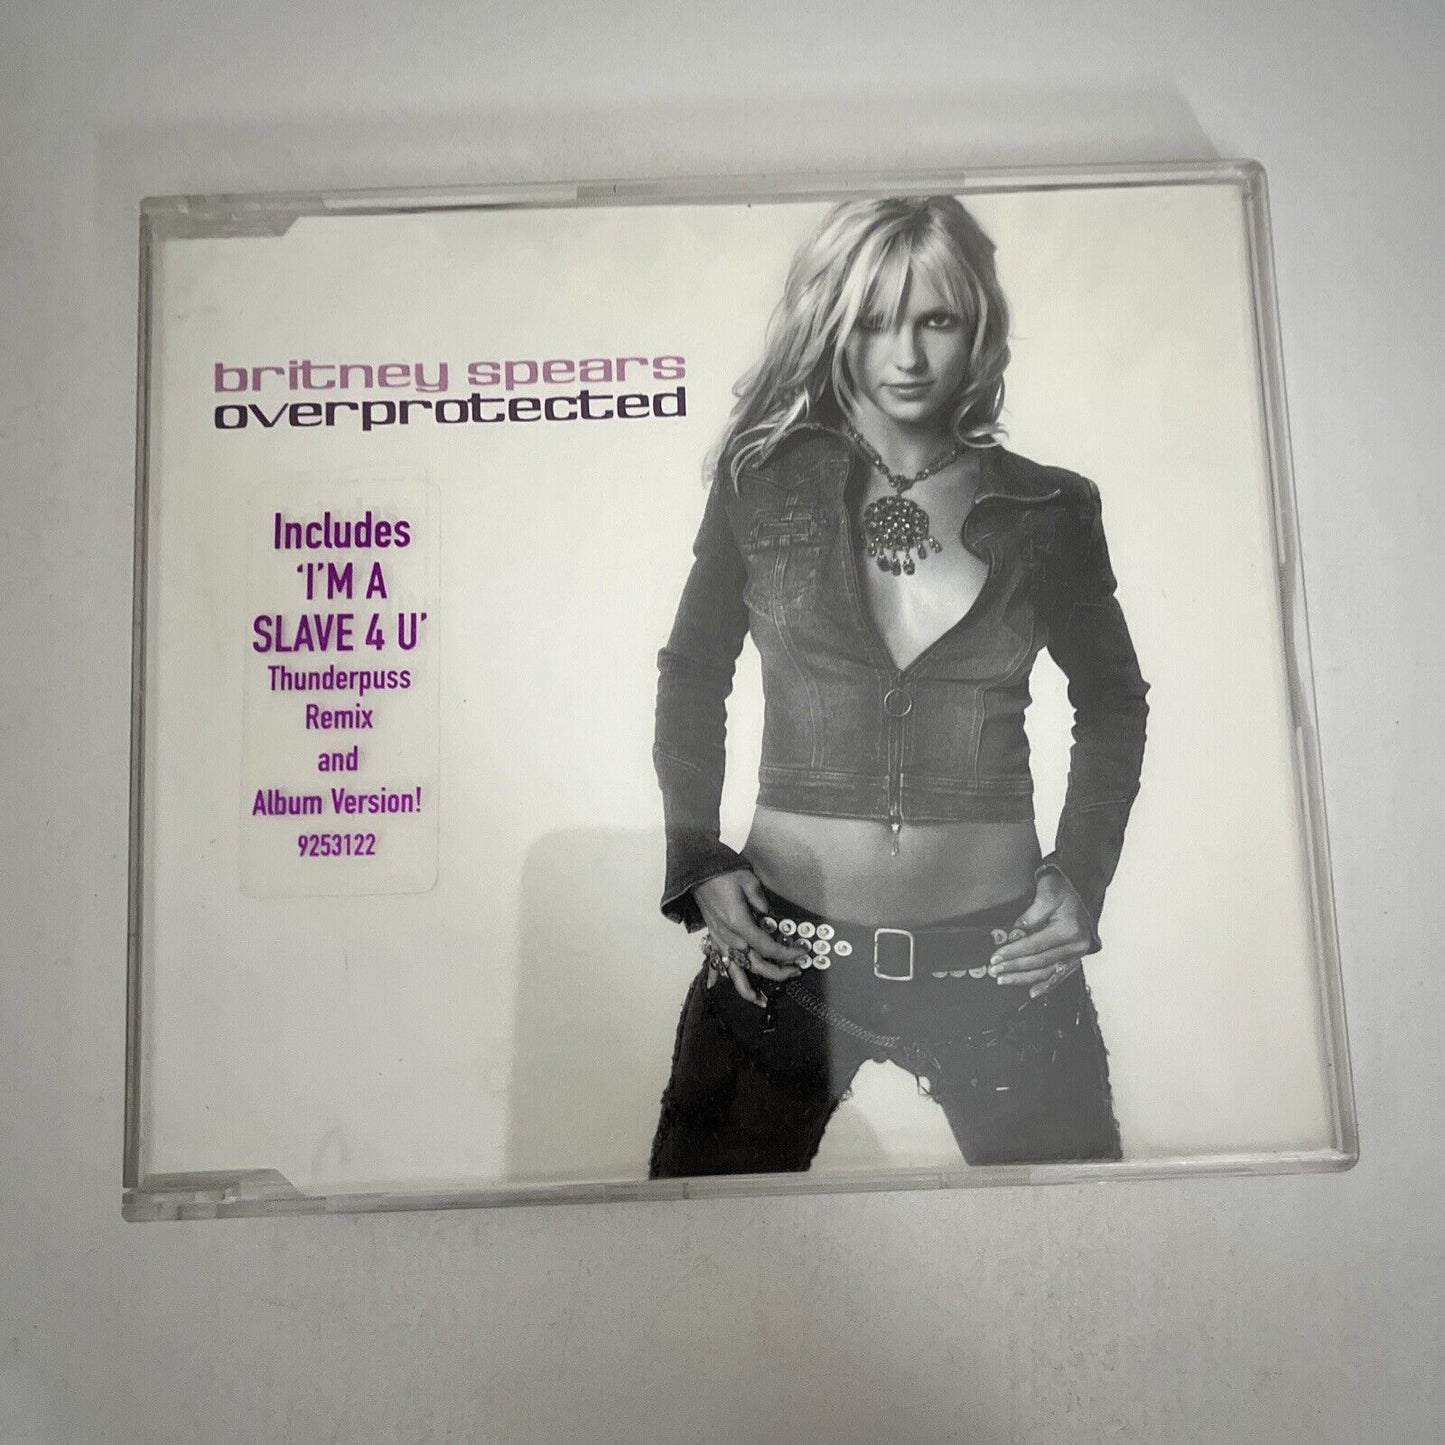 britney spears
overprotected
Includes
‘I’M A
SLAVE 4 U’
Thunderpuss
Remix
and
Album Version!
9253122